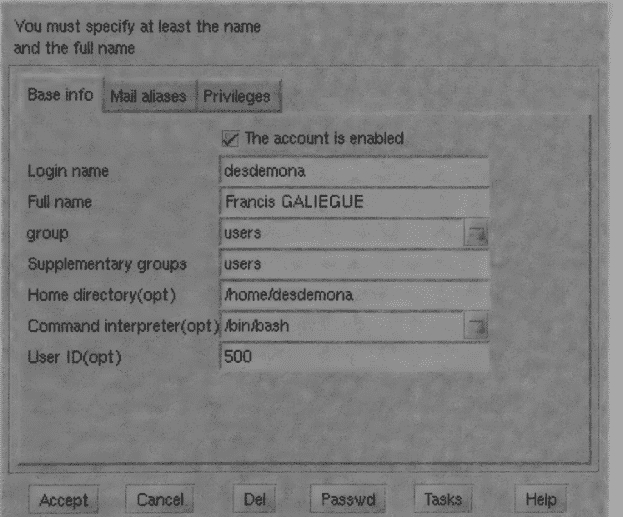 You must specify at least the name
and the full name
Base info Mail aliases Privileges
The account is enabled
Login name desdemona
Full name Francis GALIEGUE
group users
Supplementary groups users
Home directory(opt) /home/desdemona
Command interpreter(opt) /bin/bash
User ID(opt) 500
Accept Cancel Del Passwd Tasks Help